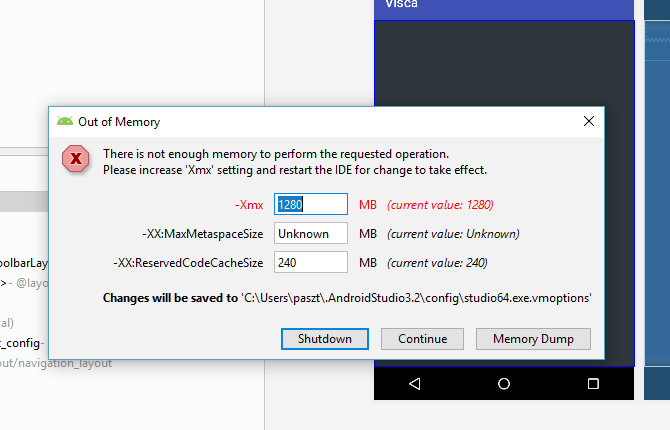 Visca
Out of Memory
There is not enough memory to perform the requested operation.
Please increase 'Xmx' setting and restart the IDE for change to take effect.
-Xmx 1280 MB (current value: 1280)
-XX:MaxMetaspaceSize Unknown MB (current value: Unknown)
-XX:ReservedCodeCacheSize 240 MB (current value: 240)
Changes will be saved to 'C:\Users\paszt\.AndroidStudio3.2\config\studio64.exe.vmoptions'
Shutdown Continue Memory Dump
oolbarLay
>- @layo
tal)
t_config-
out/navigation_layout